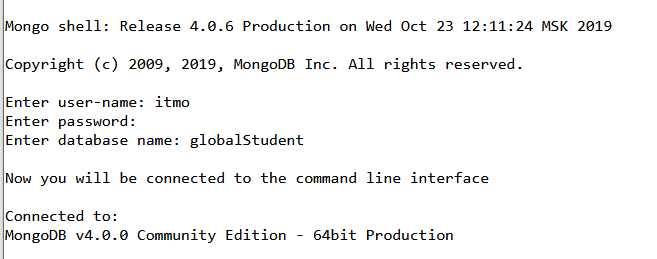 Mongo shell: Release 4.0.6 Production on Wed Oct 23 12:11:24 MSK 2019
Copyright (c) 2009, 2019, MongoDB Inc. All rights reserved.
Enter user-name: itmo
Enter password:
Enter database name: globalStudent
Now you will be connected to the command line interface
Connected to:
MongoDB v4.0.0 Community Edition - 64bit Production